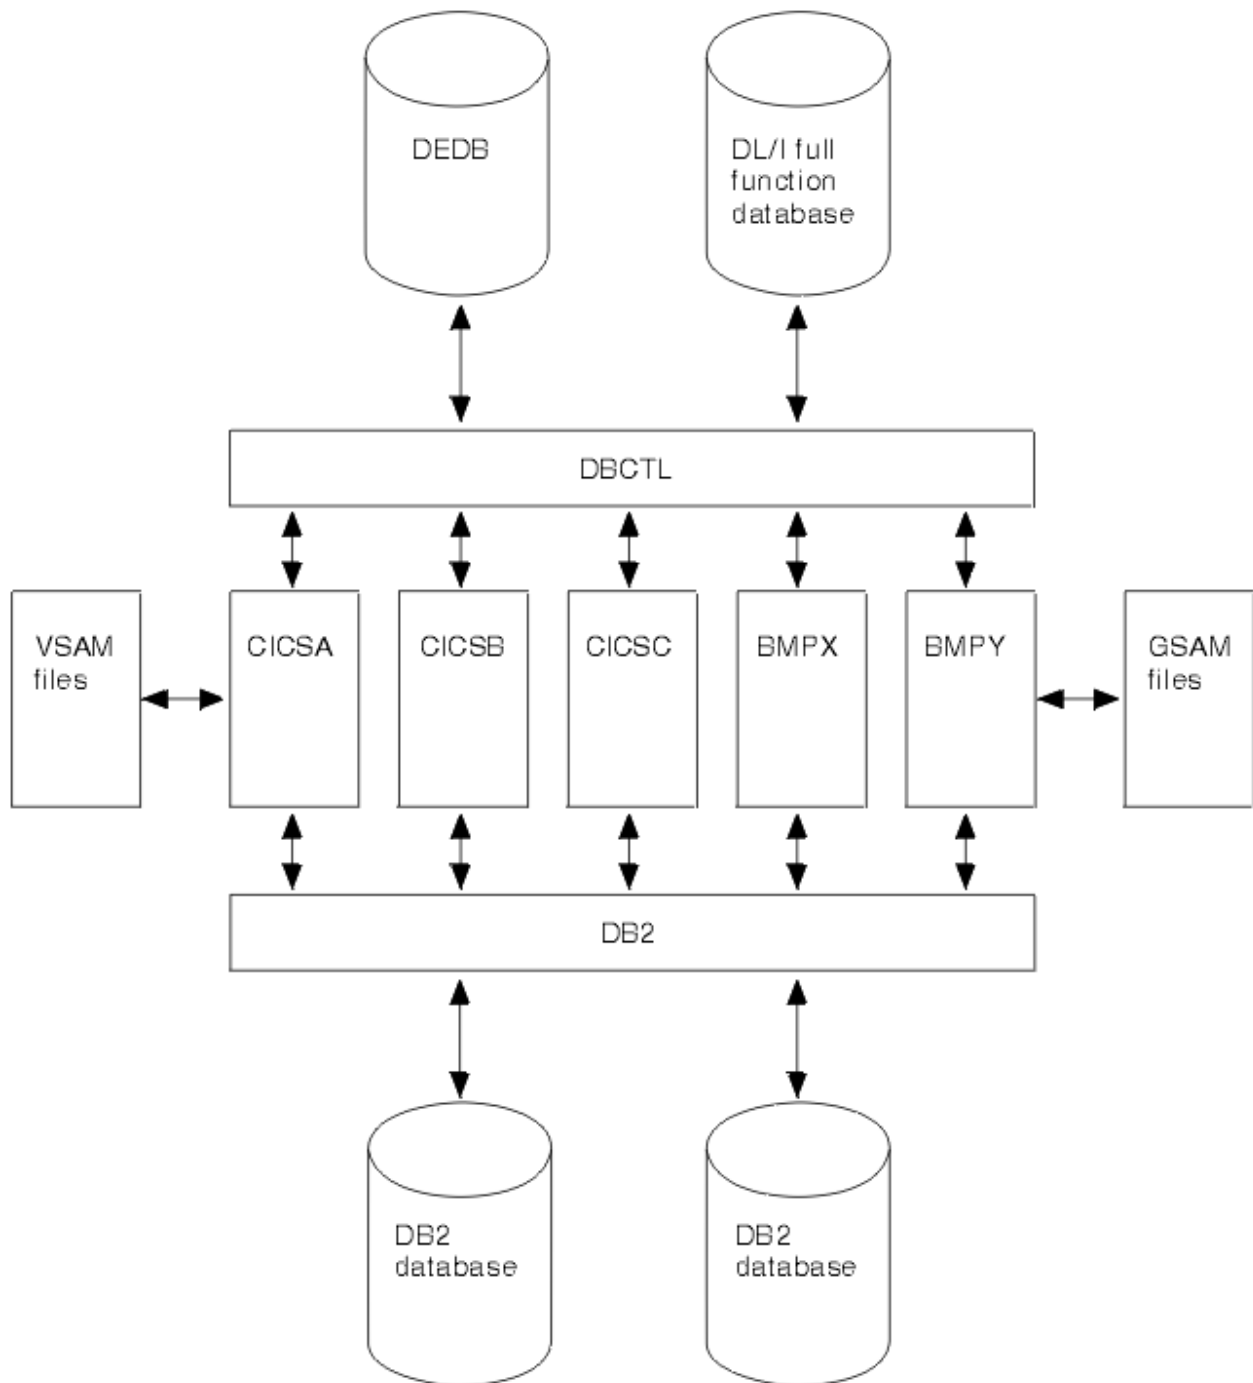 DEDB
DL/I full
function
database
DBCTL
VSAM
files
CICSA
CICSB
CICSC
BMPX
BMPY
GSAM
files
DB2
DB2
database
DB2
database